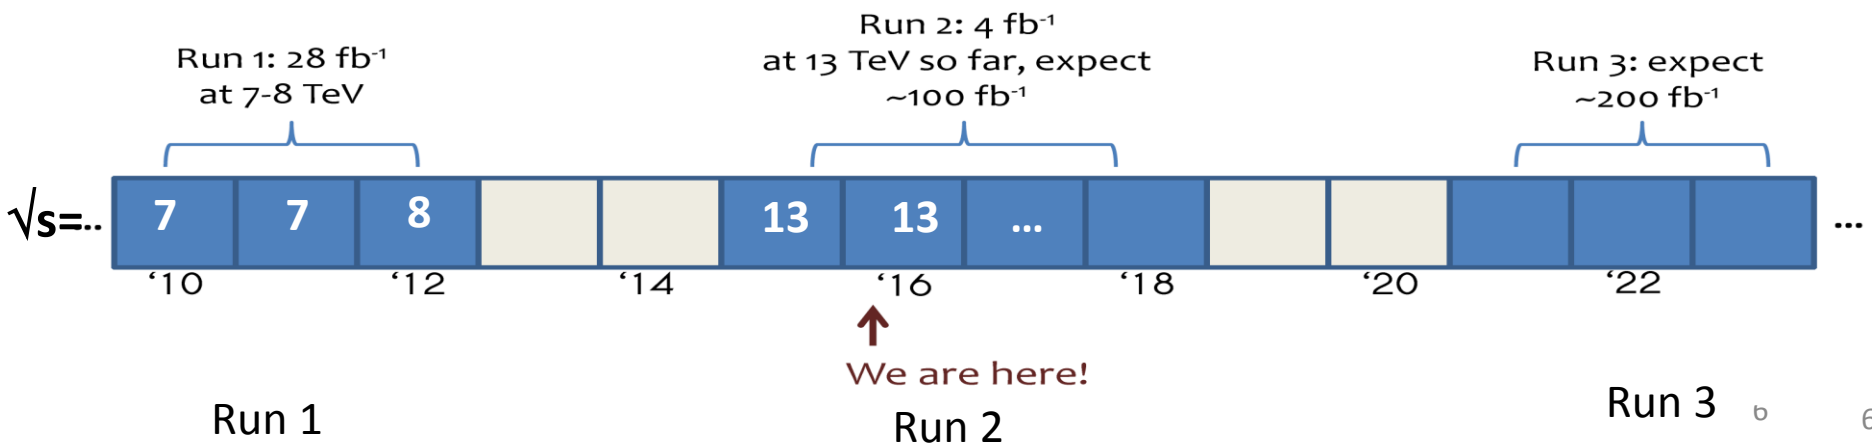 Run 1: 28 fb⁻¹
at 7-8 TeV
Run 2: 4 fb⁻¹
at 13 TeV so far, expect
~100 fb⁻¹
Run 3: expect
~200 fb⁻¹
√s=.. 7 7 8 13 13 ... ...
‘10 ‘12 ‘14 ‘16 ‘18 ‘20 ‘22
We are here!
Run 1 Run 2 Run 3 6 6